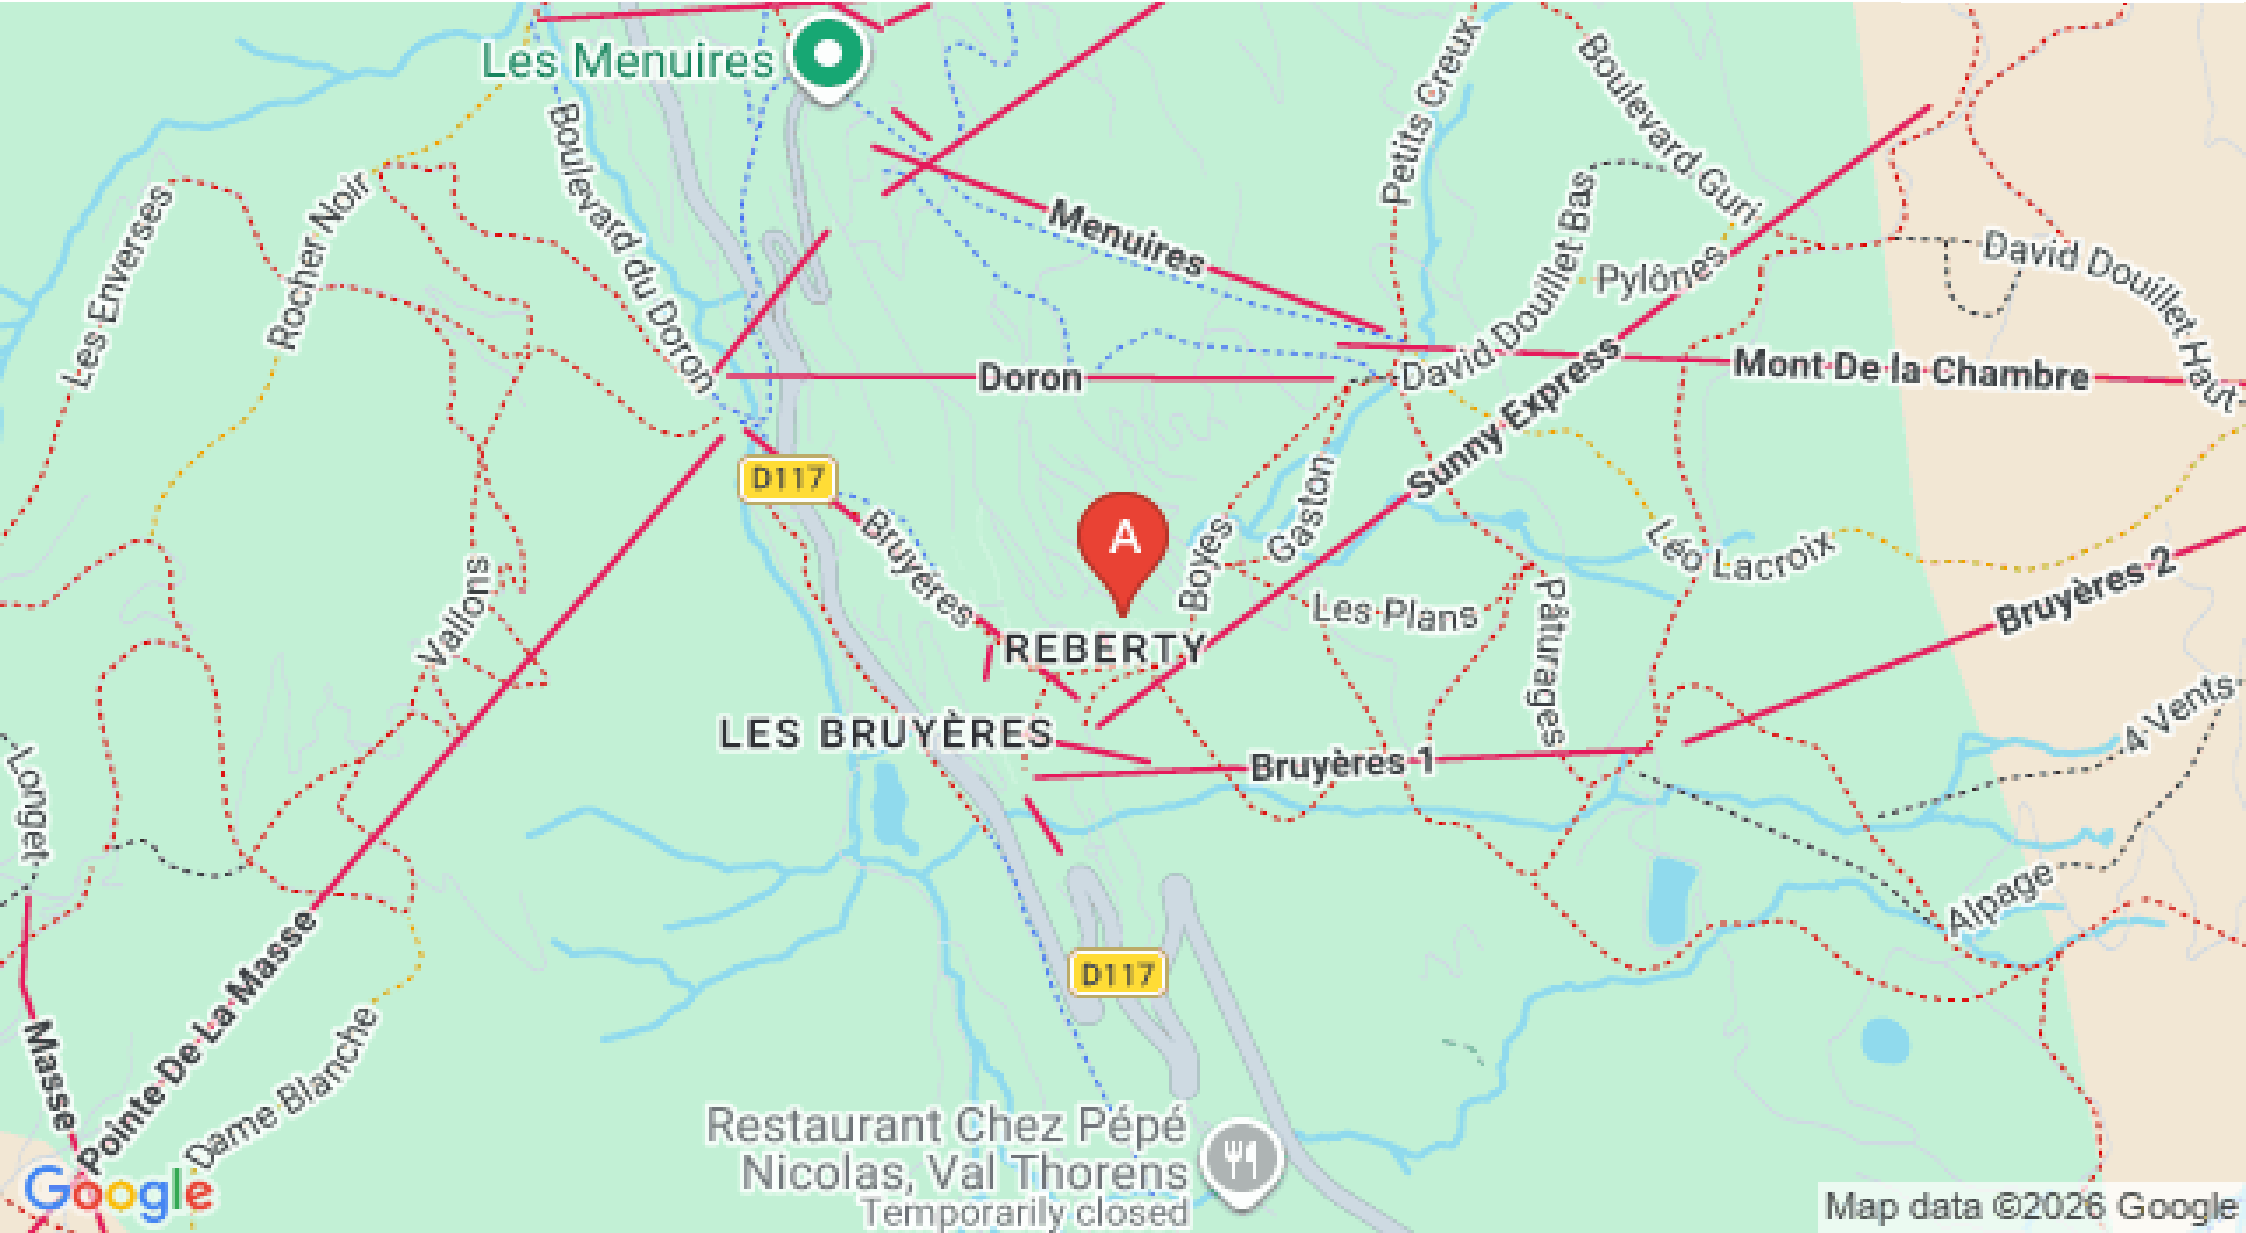 Les Menuires
Boulevard du Doron
Petits Creux
Boulevard Guri
Les Enverses
Rocher Noir
Menuires
David Douillet Bas
Pylônes
David Douillet Haut
Doron
Sunny Express
Mont De la Chambre
D117
Bruyères
A
Boyes
Gaston
Léo Lacroix
Les Plans
Pâturages
Bruyères 2
Vallons
REBERTY
LES BRUYÈRES
Bruyères 1
4 Vents
Longet
Alpage
D117
Masse
Pointe De La Masse
Dame Blanche
Restaurant Chez Pépé
Nicolas, Val Thorens
Temporarily closed
Google
Map data ©2026 Google